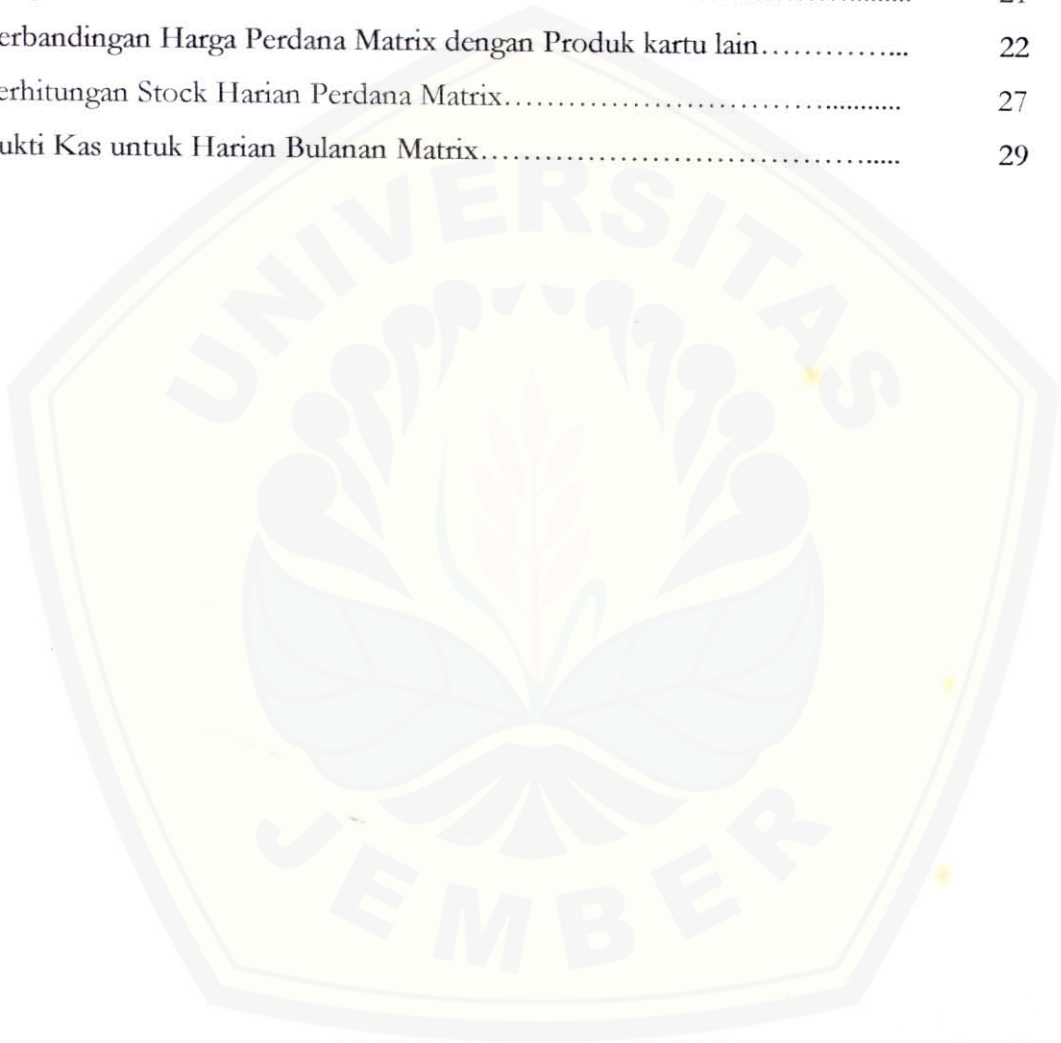 erbandingan Harga Perdana Matrix dengan Produk kartu lain…………... 22
erhitungan Stock Harian Perdana Matrix…………………………........... 27
ukti Kas untuk Harian Bulanan Matrix………………………………..... 29
UNIVERSITAS
JEMBER